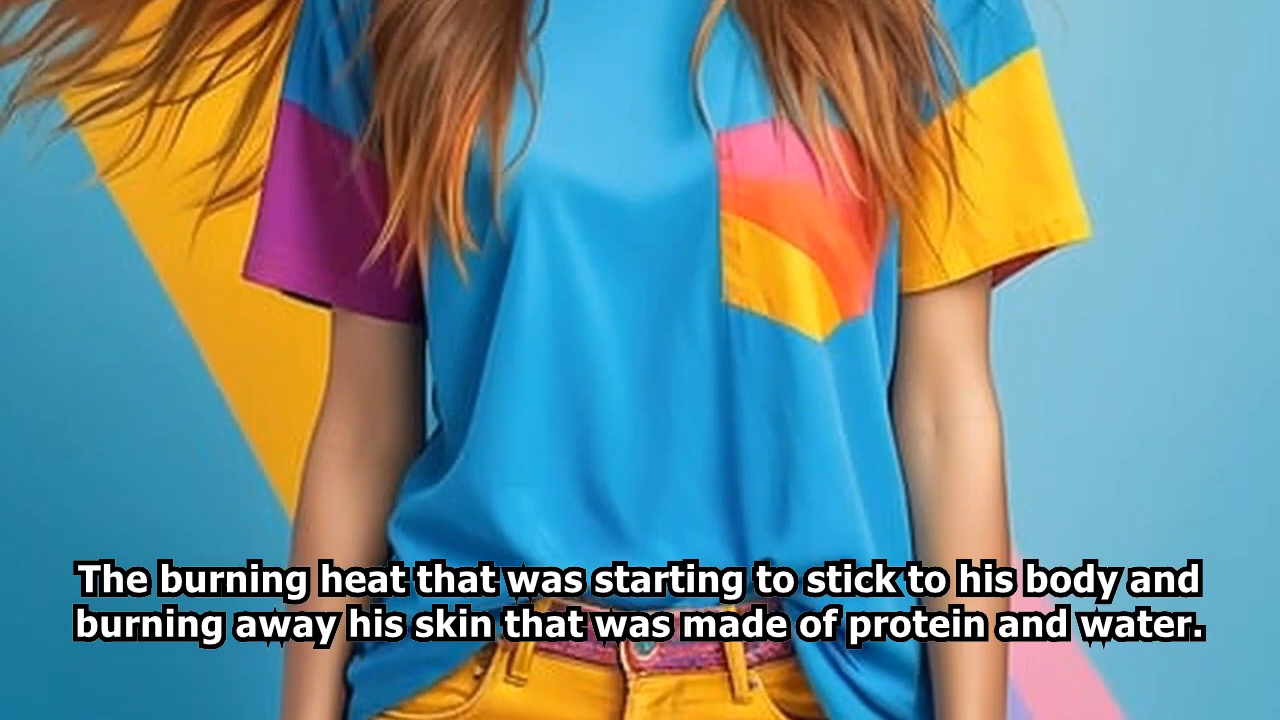 The burning heat that was starting to stick to his body and
burning away his skin that was made of protein and water.